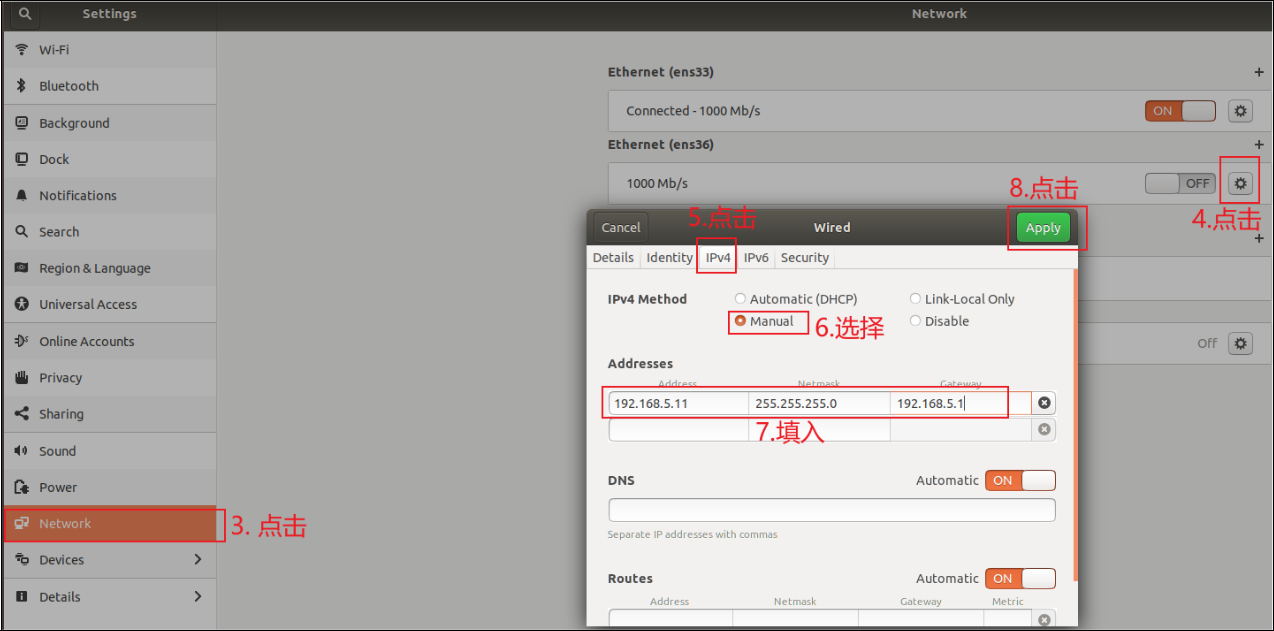 Settings
Network
Wi-Fi
Bluetooth
Background
Dock
Notifications
Search
Region & Language
Universal Access
Online Accounts
Privacy
Sharing
Sound
Power
Network
3. 点击
Devices
Details
Ethernet (ens33)
Connected - 1000 Mb/s
ON
Ethernet (ens36)
1000 Mb/s
OFF
4.点击
Off
8.点击
5.点击
Cancel
Wired
Apply
Details
Identity
IPv4
IPv6
Security
IPv4 Method
Automatic (DHCP)
Link-Local Only
Manual
6.选择
Disable
Addresses
Address
Netmask
Gateway
192.168.5.11
255.255.255.0
192.168.5.1
7.填入
DNS
Automatic
ON
Separate IP addresses with commas
Routes
Automatic
ON
Address
Netmask
Gateway
Metric